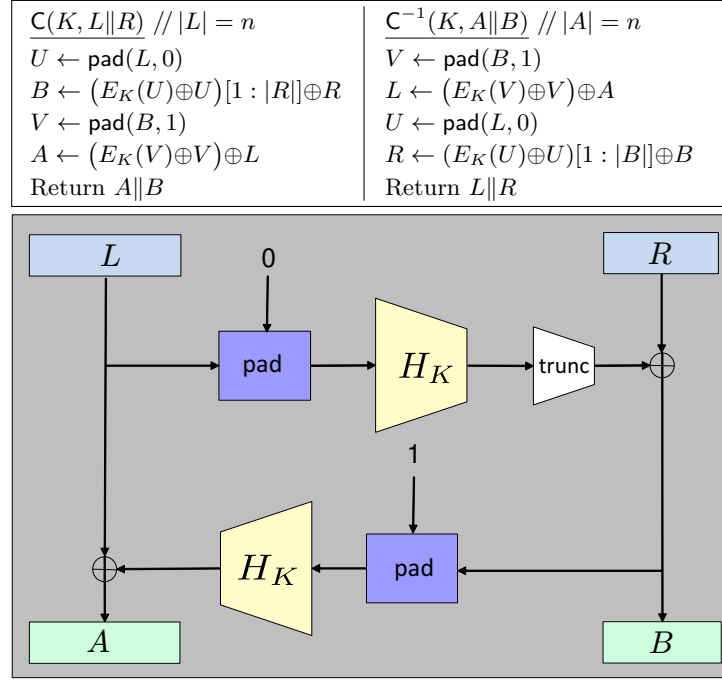 C(K, L‖R) // |L| = n
U ← pad(L, 0)
B ← (E_K(U)⊕U)[1 : |R|]⊕R
V ← pad(B, 1)
A ← (E_K(V)⊕V)⊕L
Return A‖B
C⁻¹(K, A‖B) // |A| = n
V ← pad(B, 1)
L ← (E_K(V)⊕V)⊕A
U ← pad(L, 0)
R ← (E_K(U)⊕U)[1 : |B|]⊕B
Return L‖R
L
R
0
pad
H_K
trunc
1
H_K
pad
A
B